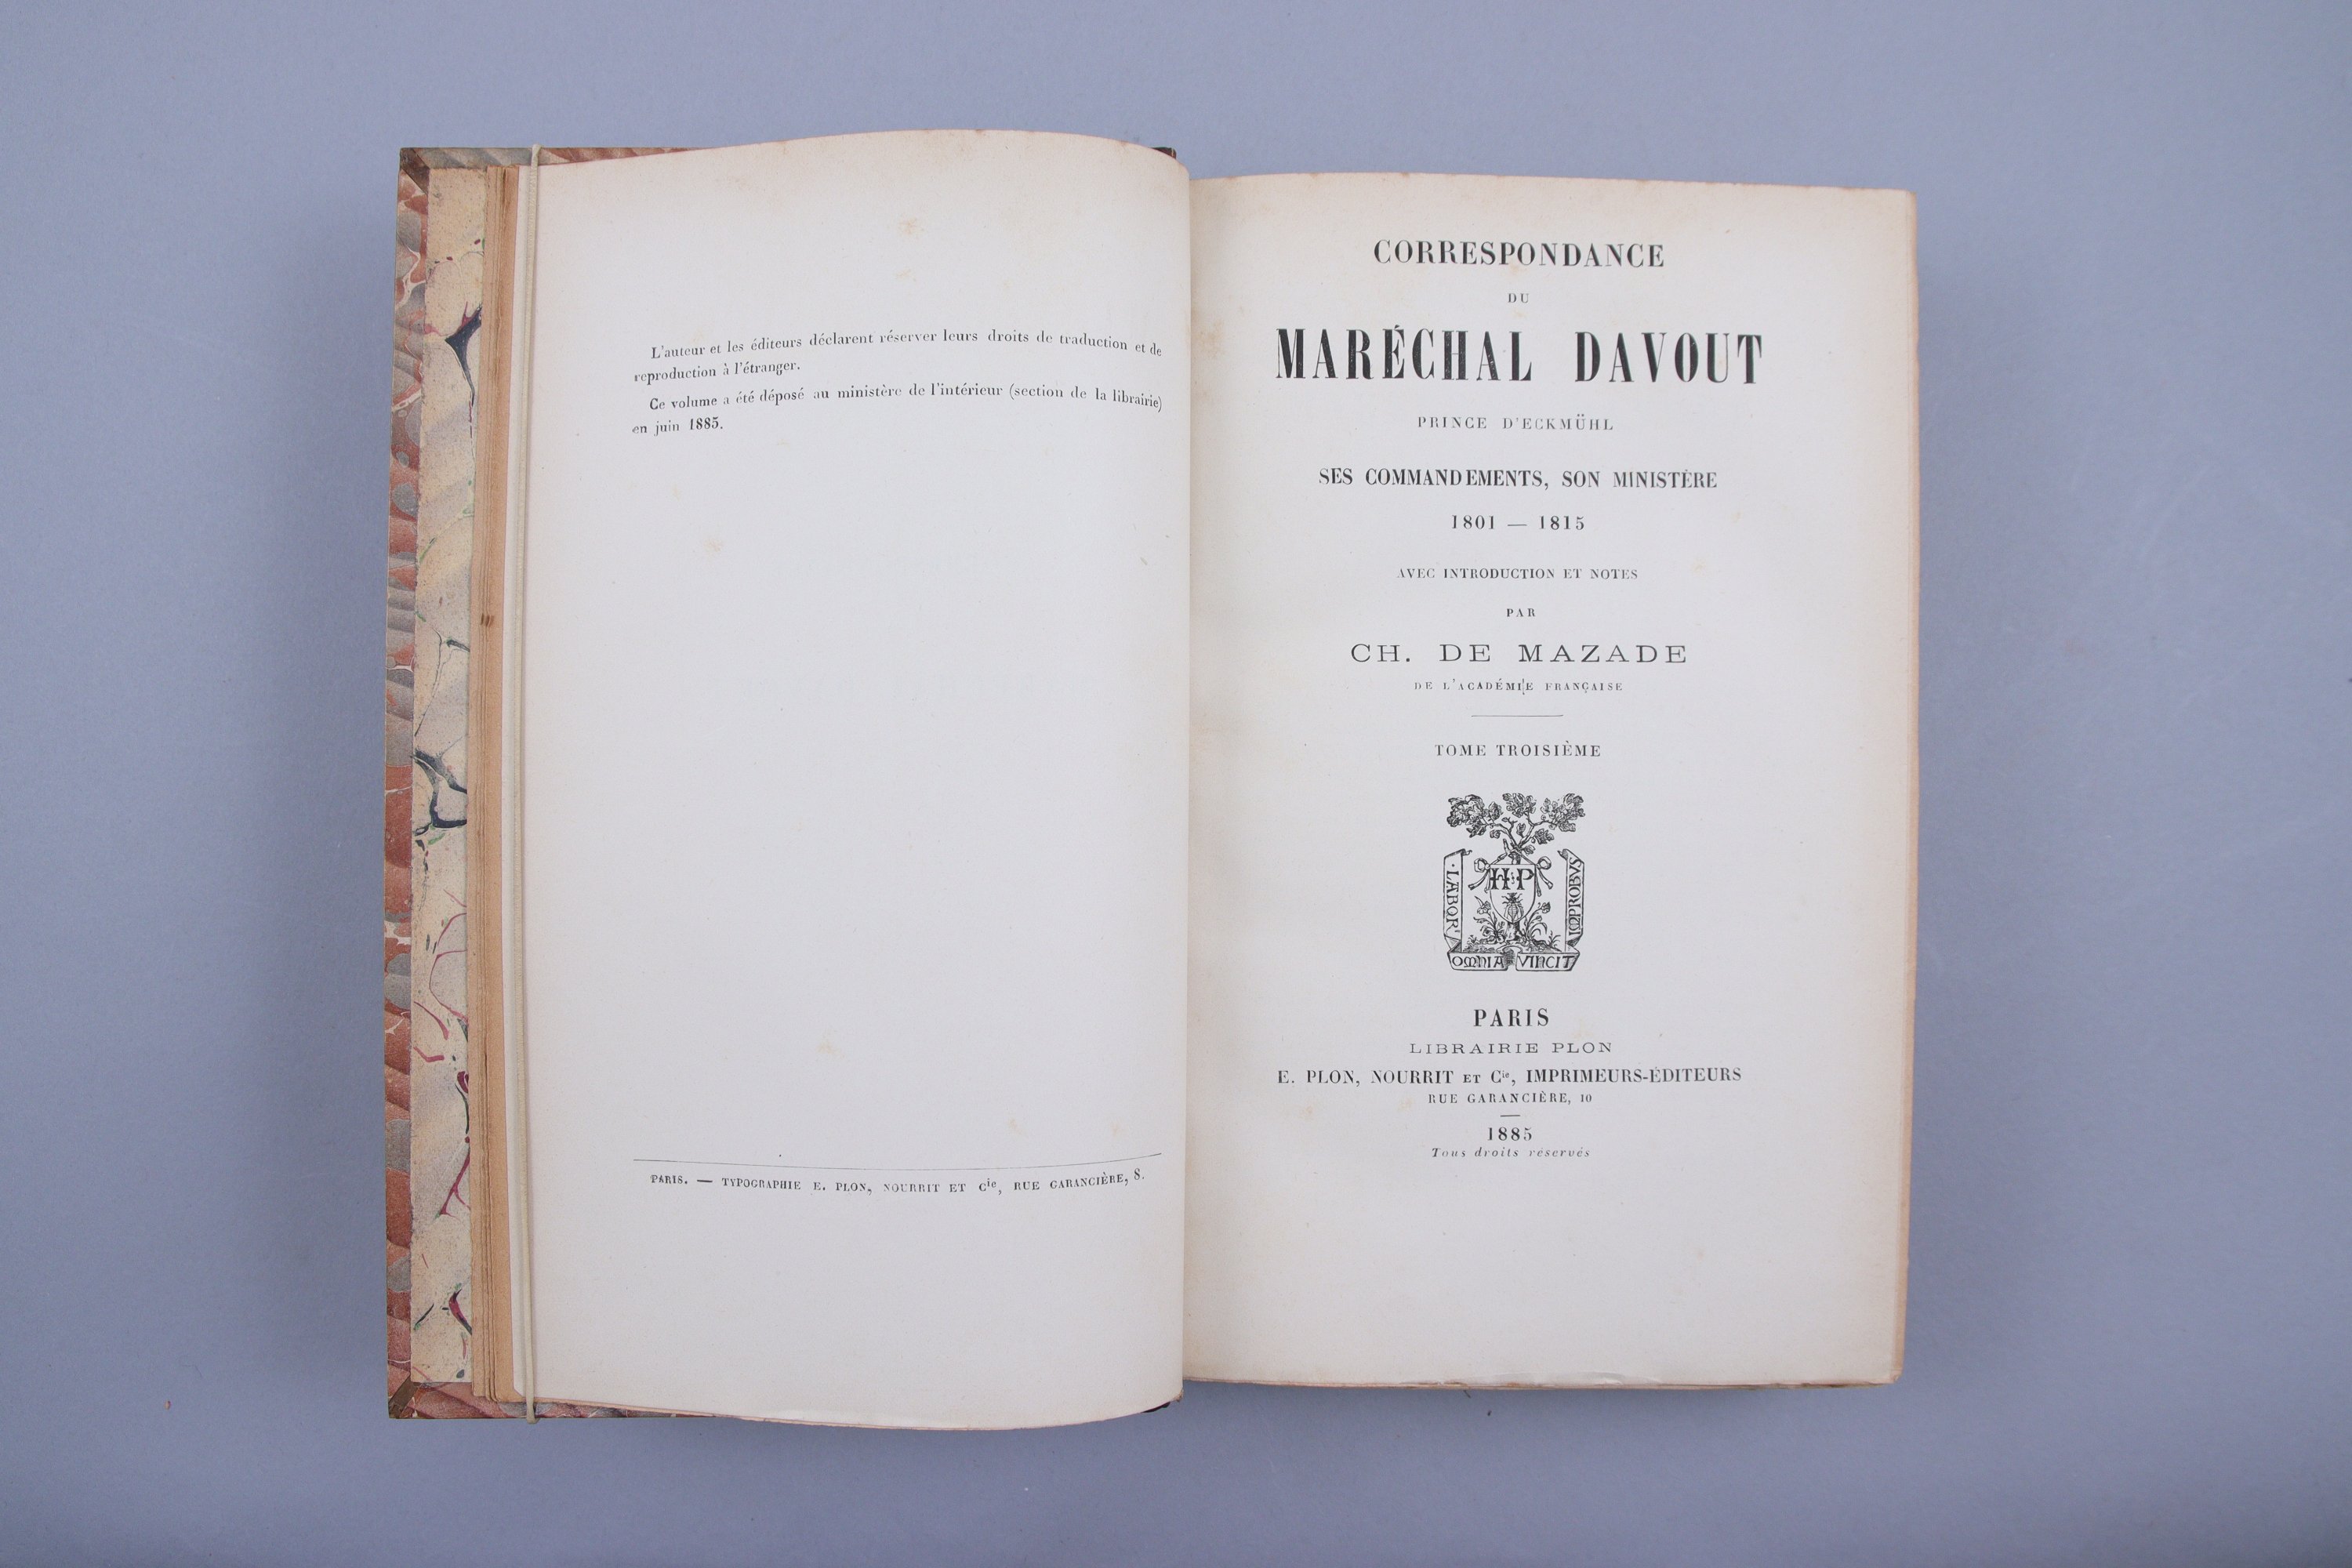 L'auteur et les éditeurs déclarent réserver leurs droits de traduction et de
reproduction à l'étranger.
Ce volume a été déposé au ministère de l'intérieur (section de la librairie)
en juin 1885.
PARIS. — TYPOGRAPHIE E. PLON, NOURRIT ET Cie, RUE GARANCIÈRE, 8.
CORRESPONDANCE
DU
MARÉCHAL DAVOUT
PRINCE D'ECKMÜHL
SES COMMANDEMENTS, SON MINISTÈRE
1801 — 1815
AVEC INTRODUCTION ET NOTES
PAR
CH. DE MAZADE
DE L'ACADÉMIE FRANÇAISE
TOME TROISIÈME
H·P
·LABOR·
OMNIA VINCIT
IMPROBUS
PARIS
LIBRAIRIE PLON
E. PLON, NOURRIT ET Cie, IMPRIMEURS-ÉDITEURS
RUE GARANCIÈRE, 10
1885
Tous droits réservés